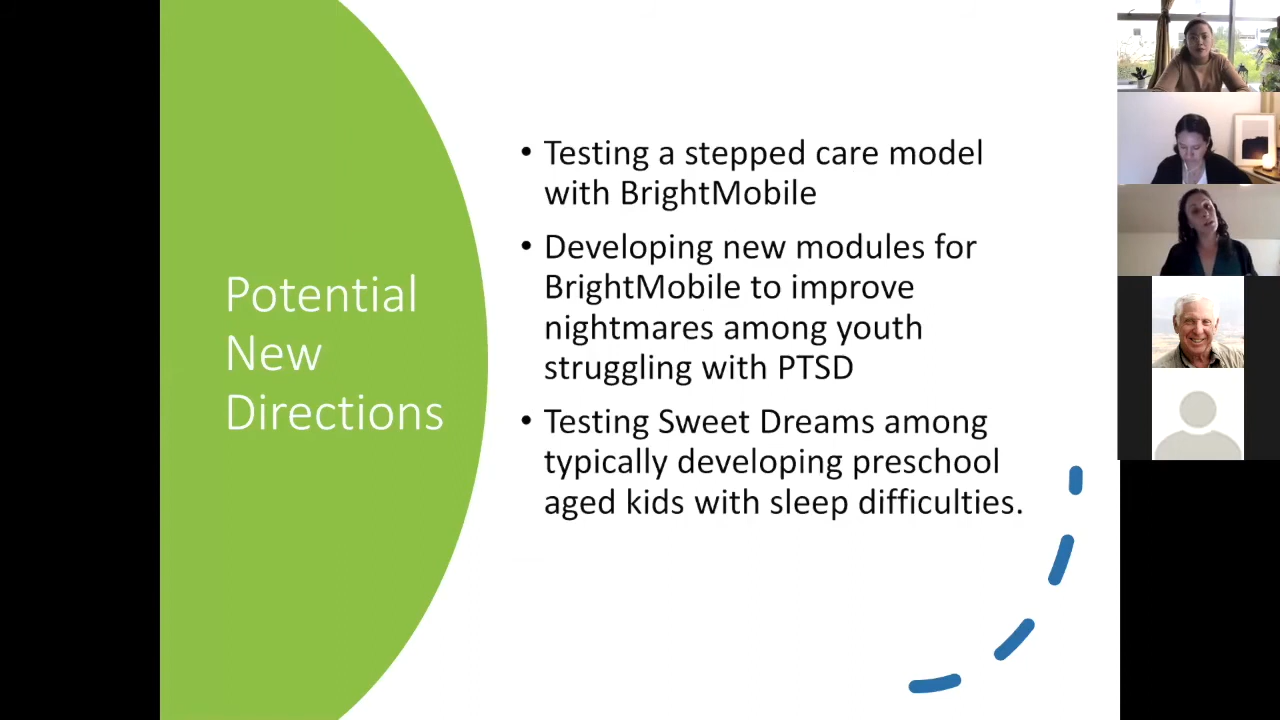 Potential
New
Directions
• Testing a stepped care model
with BrightMobile
• Developing new modules for
BrightMobile to improve
nightmares among youth
struggling with PTSD
• Testing Sweet Dreams among
typically developing preschool
aged kids with sleep difficulties.